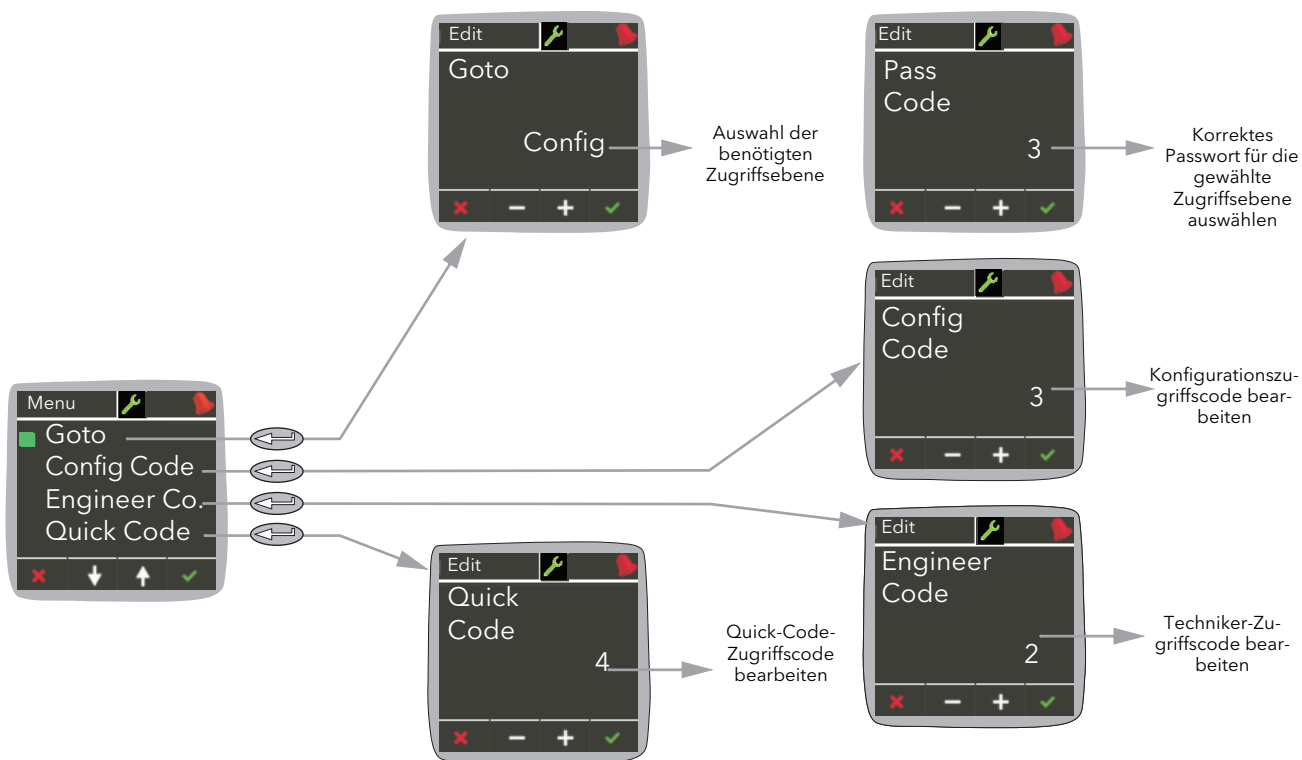 Edit
Goto
Config
Auswahl der
benötigten
Zugriffsebene
Edit
Pass
Code
3
Korrektes
Passwort für die
gewählte
Zugriffsebene
auswählen
Edit
Config
Code
3
Konfigurationszu-
griffscode bear-
beiten
Menu
Goto
Config Code
Engineer Co.
Quick Code
Edit
Quick
Code
4
Quick-Code-
Zugriffscode
bearbeiten
Edit
Engineer
Code
2
Techniker-Zu-
griffscode bear-
beiten